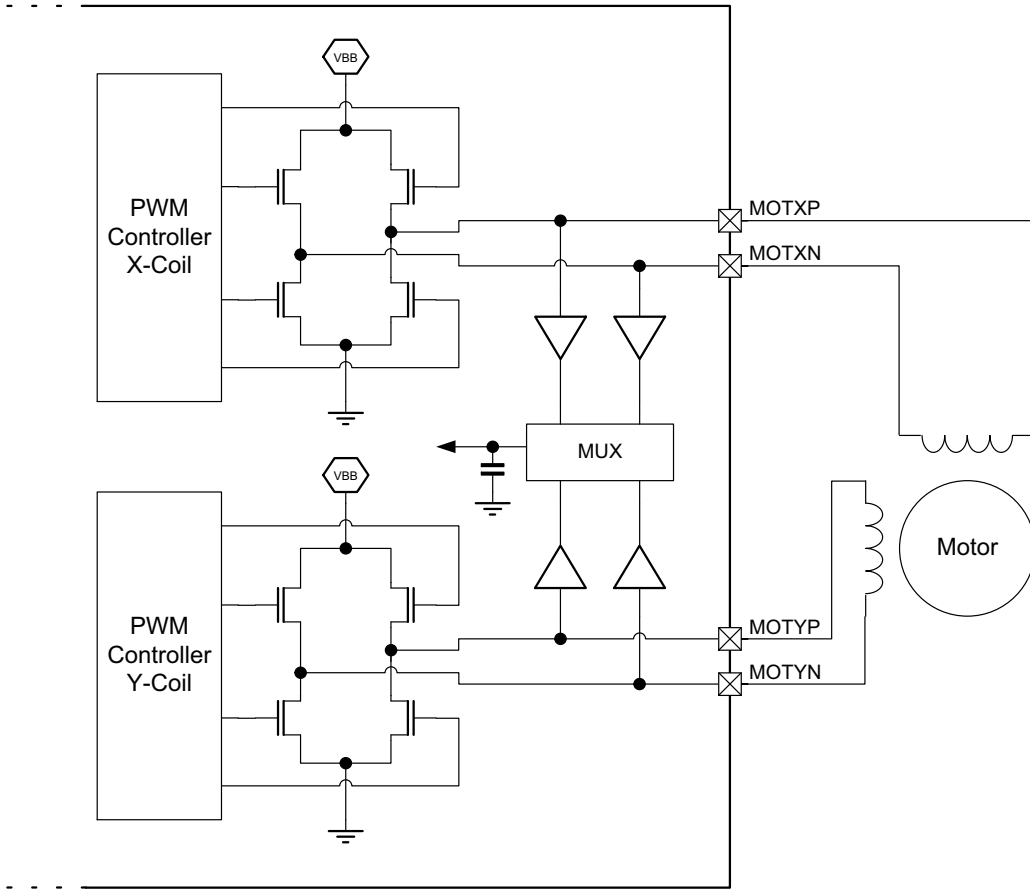 VBB
PWM
Controller
X-Coil
MOTXP
MOTXN
MUX
VBB
Motor
PWM
Controller
Y-Coil
MOTYP
MOTYN